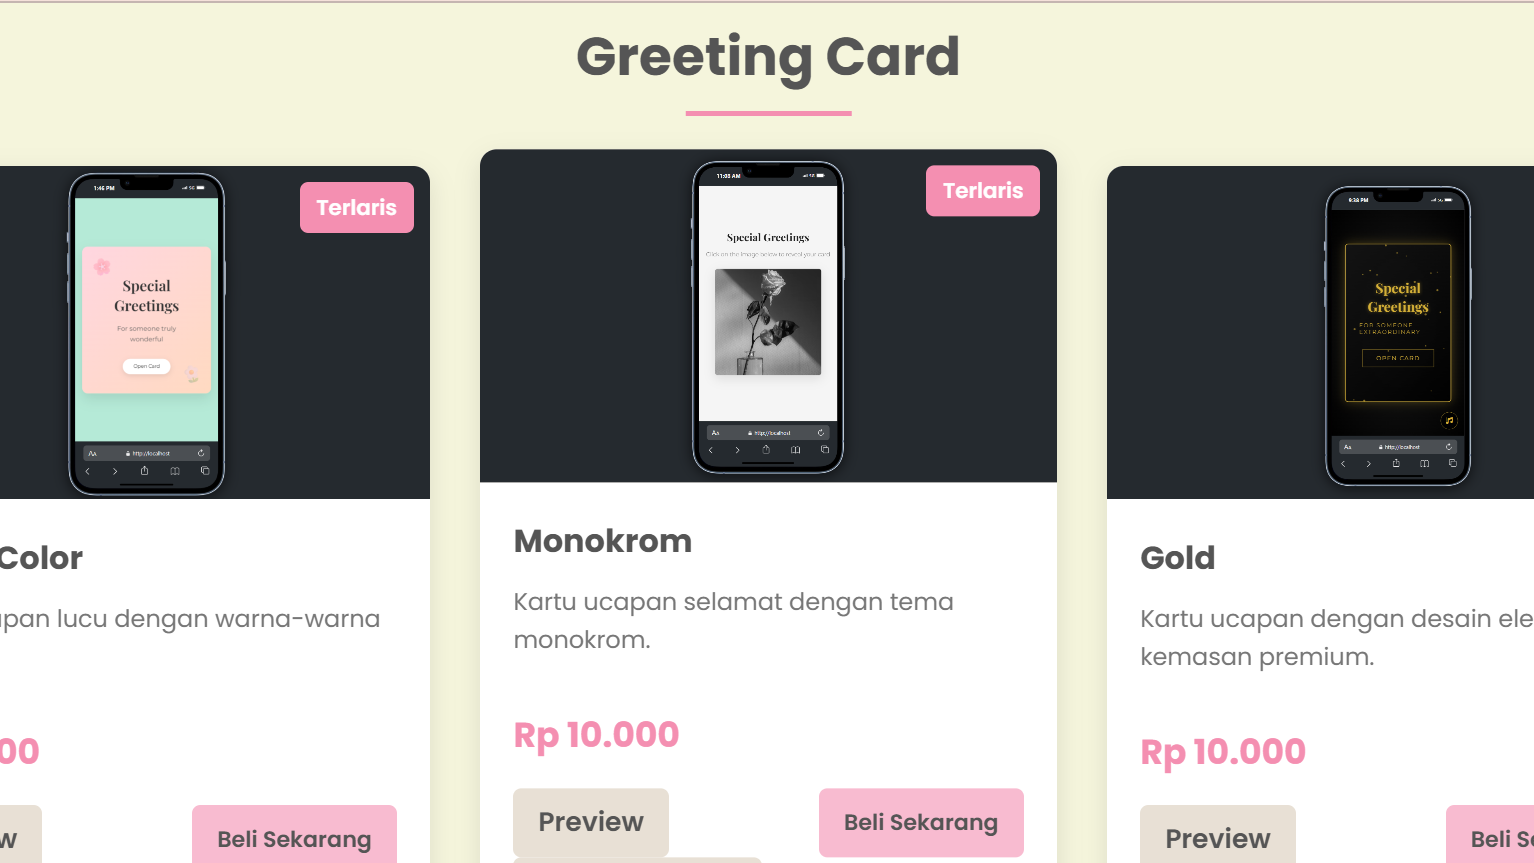 Greeting Card
1:46 PM
5G
Terlaris
Special
Greetings
For someone truly
wonderful
Open Card
AA
http://localhost
Color
pan lucu dengan warna-warna
00
w
Beli Sekarang
11:03 AM
Terlaris
Special Greetings
Click on the image below to reveal your card
AA
http://localhost
Monokrom
Kartu ucapan selamat dengan tema
monokrom.
Rp 10.000
Preview
Beli Sekarang
9:38 PM
5G
Special
Greetings
FOR SOMEONE
EXTRAORDINARY
OPEN CARD
AA
http://localhost
Gold
Kartu ucapan dengan desain ele
kemasan premium.
Rp 10.000
Preview
Beli S